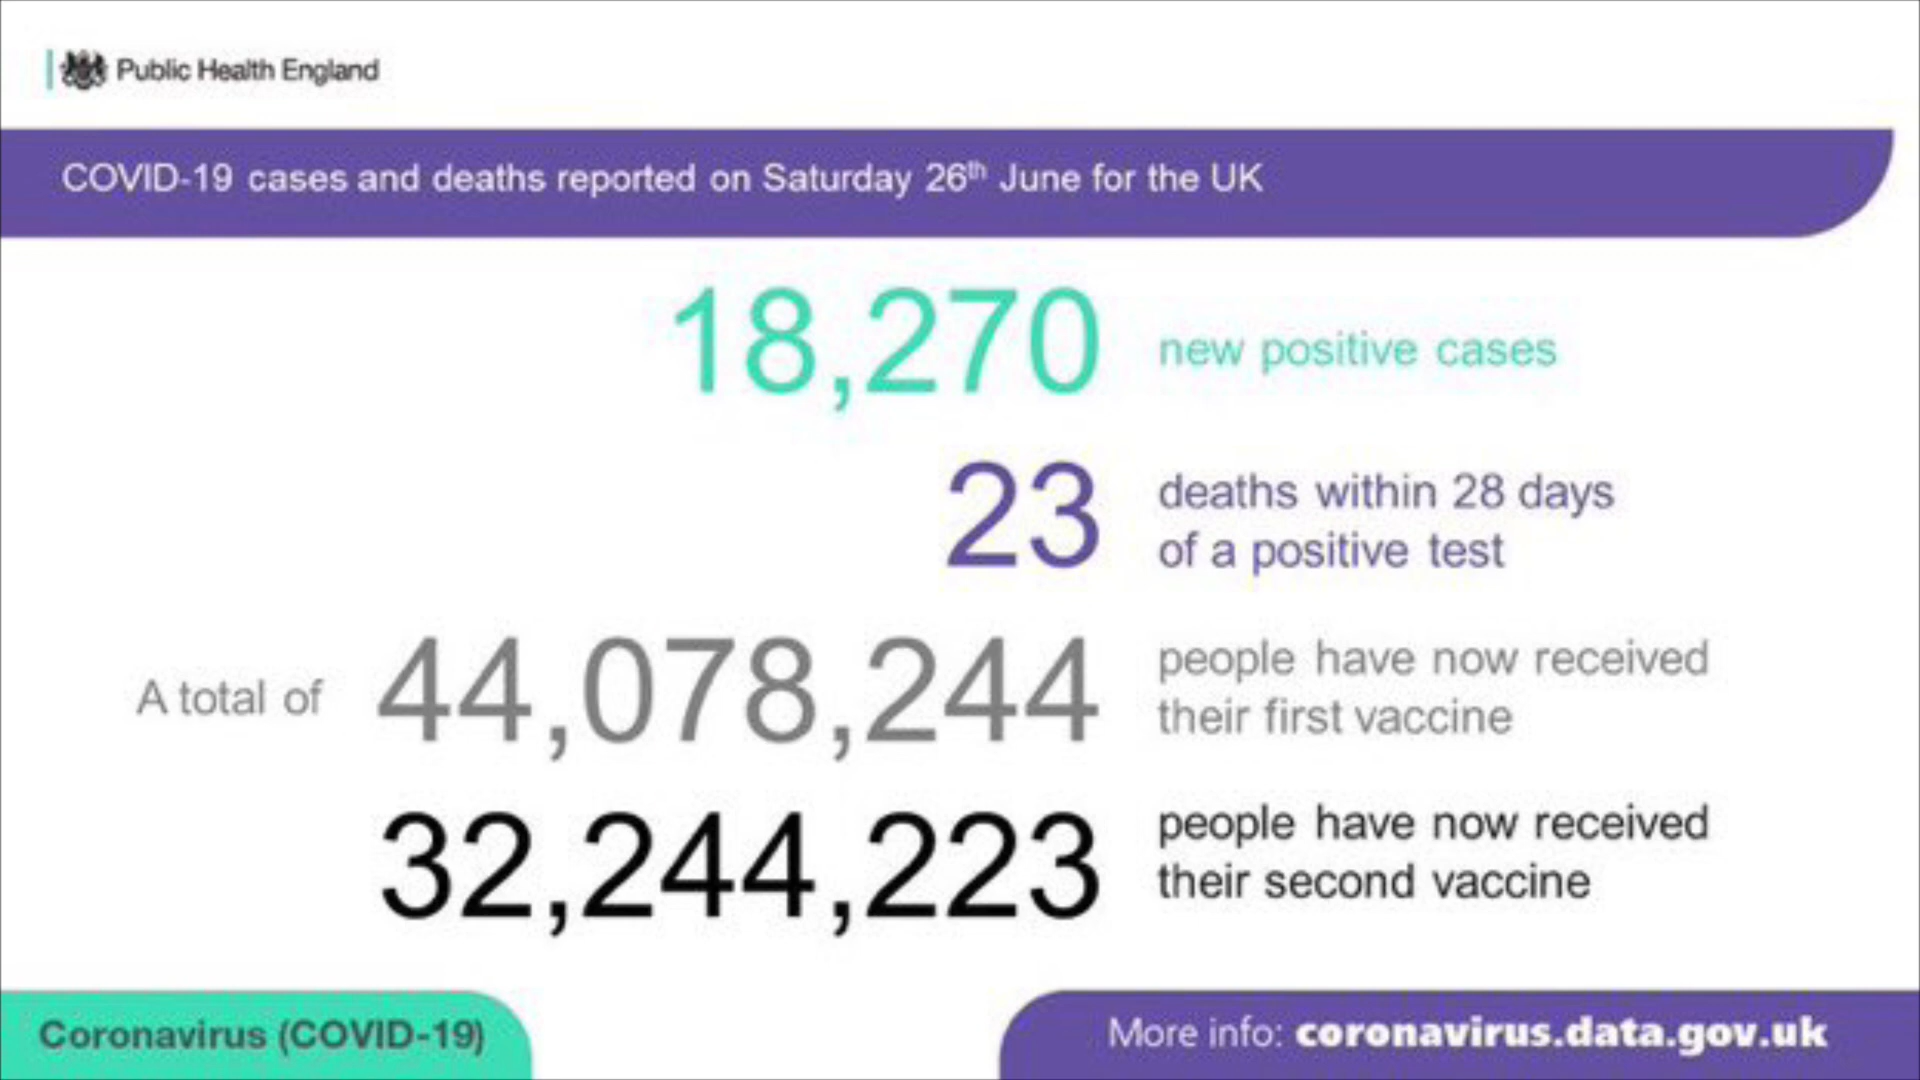 Public Health England
COVID-19 cases and deaths reported on Saturday 26th June for the UK
18,270 new positive cases
23 deaths within 28 days
of a positive test
A total of 44,078,244 people have now received
their first vaccine
32,244,223 people have now received
their second vaccine
Coronavirus (COVID-19)
More info: coronavirus.data.gov.uk